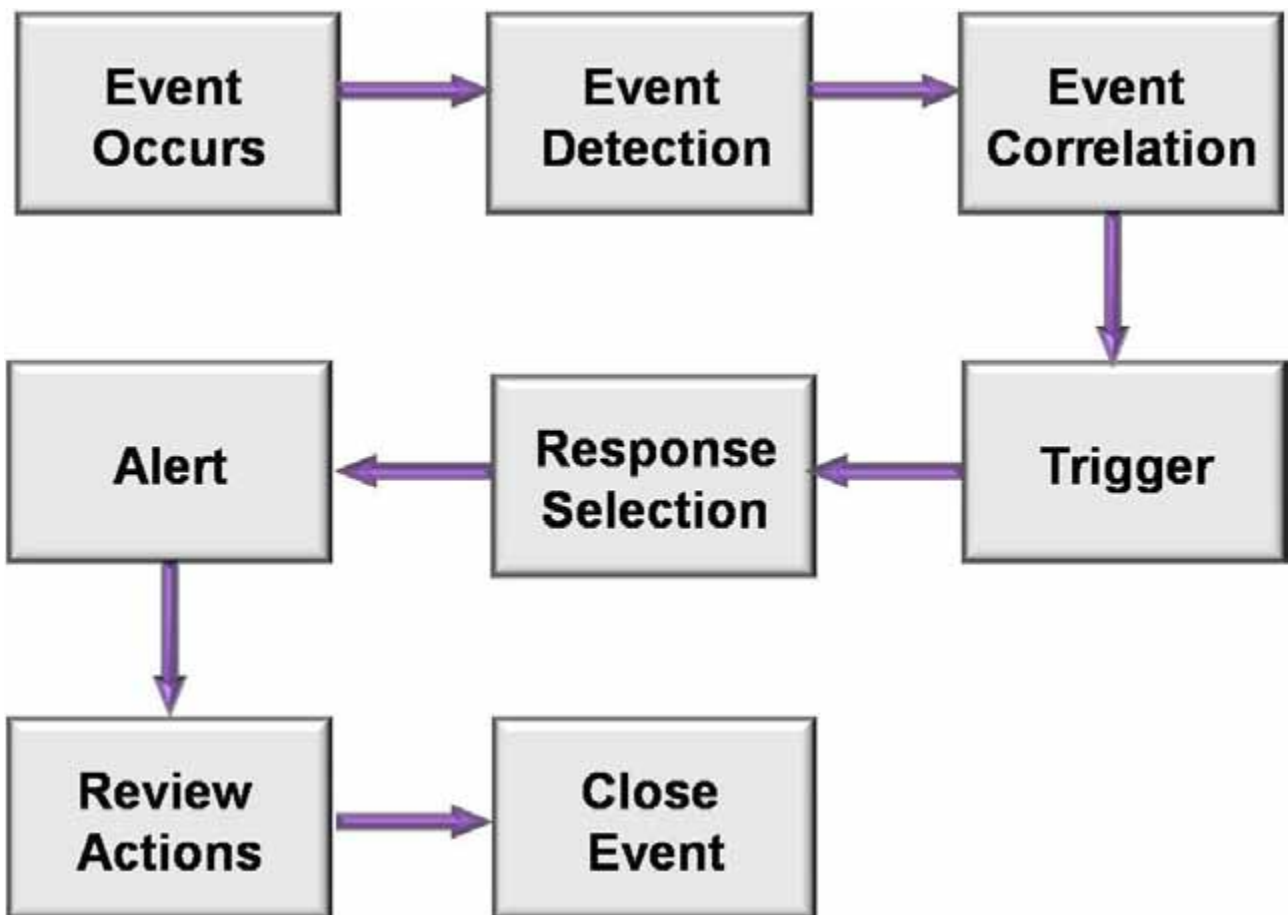 Event
Occurs
Event
Detection
Event
Correlation
Trigger
Response
Selection
Alert
Review
Actions
Close
Event